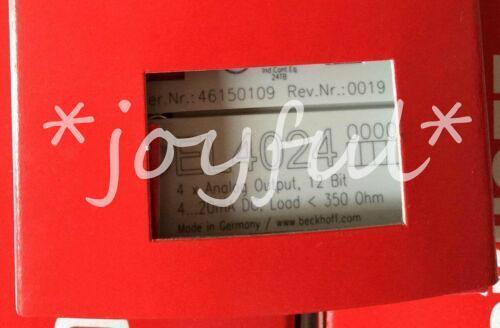 Ind.Cont.Eq.
24TB
er.Nr.: 46150109 Rev.Nr.:0019
4024 0000
*joyful*
4 x Analog Output, 12 Bit
4...20mA DC, Load < 350 Ohm
Made in Germany / www.beckhoff.com